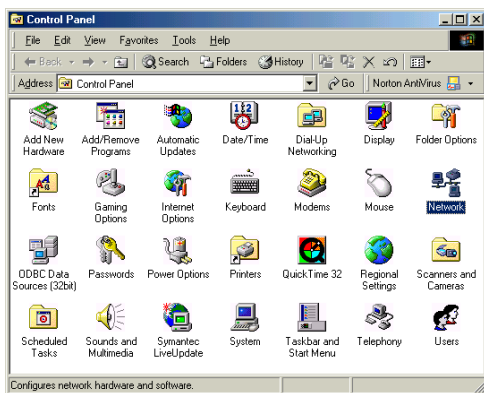 Control Panel
File Edit View Favorites Tools Help
Back Search Folders History
Address Control Panel Go Norton AntiVirus
Add New Hardware
Add/Remove Programs
Automatic Updates
Date/Time
Dial-Up Networking
Display
Folder Options
Fonts
Gaming Options
Internet Options
Keyboard
Modems
Mouse
Network
ODBC Data Sources (32bit)
Passwords
Power Options
Printers
QuickTime 32
Regional Settings
Scanners and Cameras
Scheduled Tasks
Sounds and Multimedia
Symantec LiveUpdate
System
Taskbar and Start Menu
Telephony
Users
Configures network hardware and software.